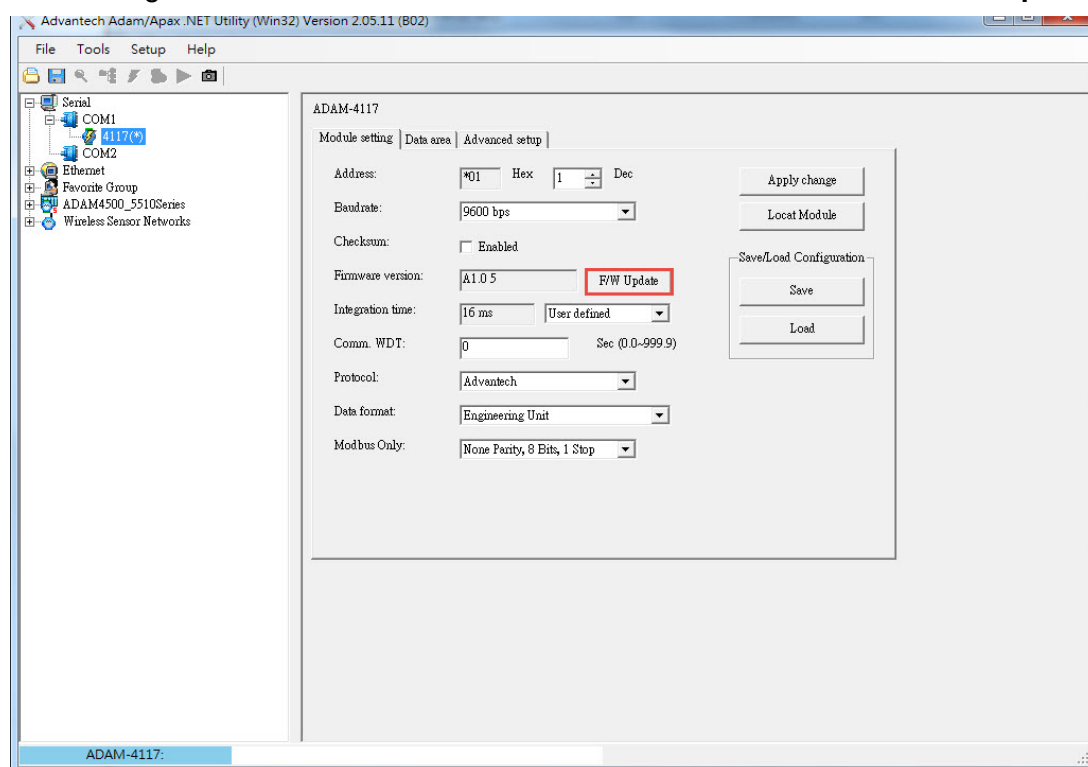 Advantech Adam/Apax .NET Utility (Win32) Version 2.05.11 (B02)
File Tools Setup Help
Serial
COM1
4117(*)
COM2
Ethernet
Favorite Group
ADAM4500_5510Series
Wireless Sensor Networks
ADAM-4117
Module setting Data area Advanced setup
Address: *01 Hex 1 Dec
Apply change
Baudrate: 9600 bps
Locat Module
Checksum: Enabled
Save/Load Configuration
Firmware version: A1.0 5 F/W Update
Save
Integration time: 16 ms User defined
Load
Comm. WDT: 0 Sec (0.0~999.9)
Protocol: Advantech
Data format: Engineering Unit
Modbus Only: None Parity, 8 Bits, 1 Stop
ADAM-4117: